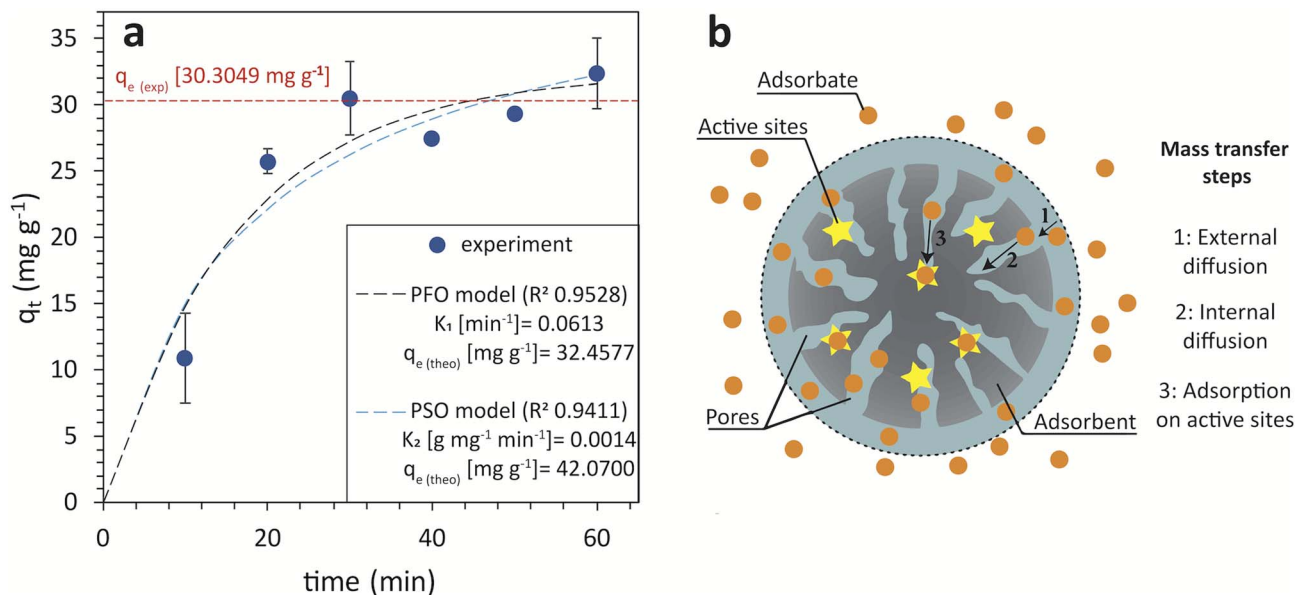 a
35
30
25
20
15
10
5
0
qₜ (mg g⁻¹)
qₑ ₍ₑₓₚ₎ [30.3049 mg g⁻¹]
experiment
PFO model (R² 0.9528)
K₁ [min⁻¹]= 0.0613
qₑ (theo) [mg g⁻¹]= 32.4577
PSO model (R² 0.9411)
K₂ [g mg⁻¹ min⁻¹]= 0.0014
qₑ (theo) [mg g⁻¹]= 42.0700
0 20 40 60
time (min)
b
Adsorbate
Active sites
Pores
Adsorbent
1
2
3
Mass transfer
steps
1: External
diffusion
2: Internal
diffusion
3: Adsorption
on active sites